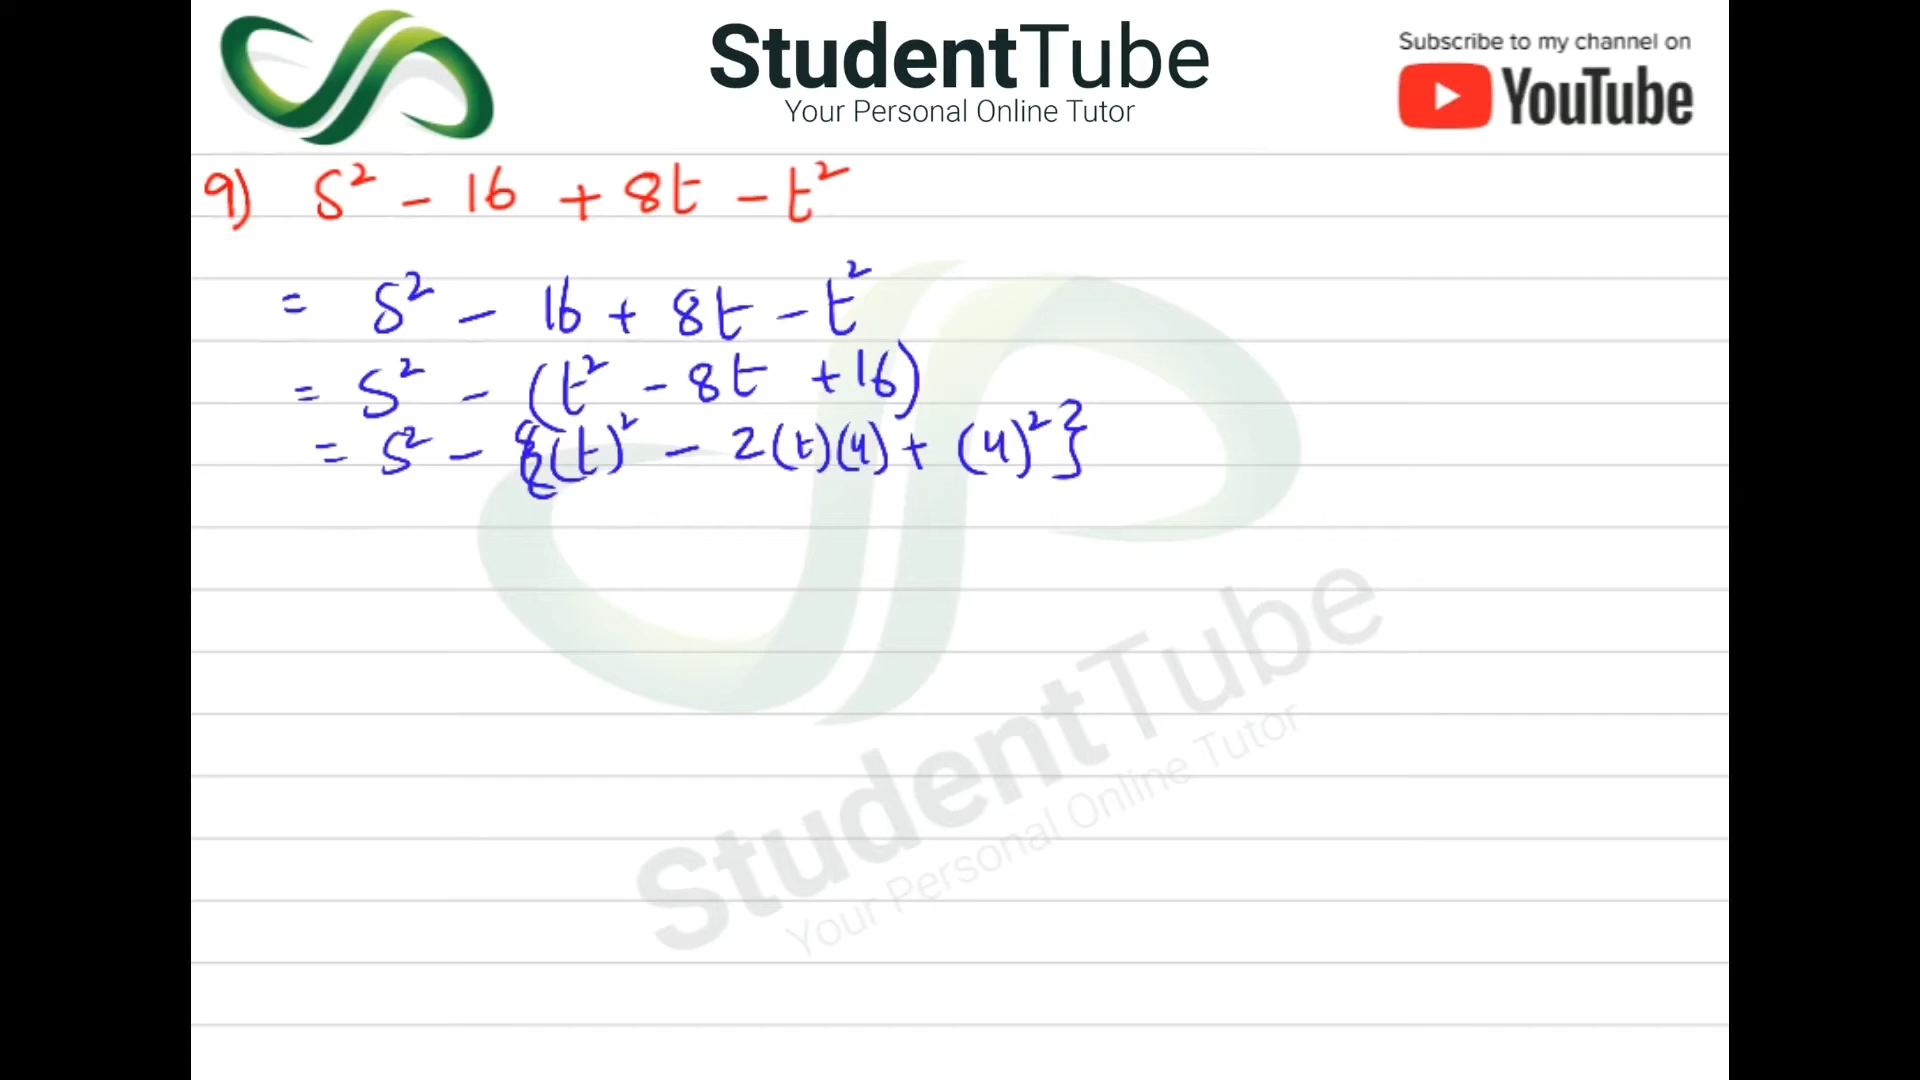 StudentTube
Your Personal Online Tutor
Subscribe to my channel on
YouTube
9) S² - 16 + 8t - t²
= S² - 16 + 8t - t²
= S² - (t² - 8t + 16)
= S² - {(t)² - 2(t)(4) + (4)²}
StudentTube
Your Personal Online Tutor